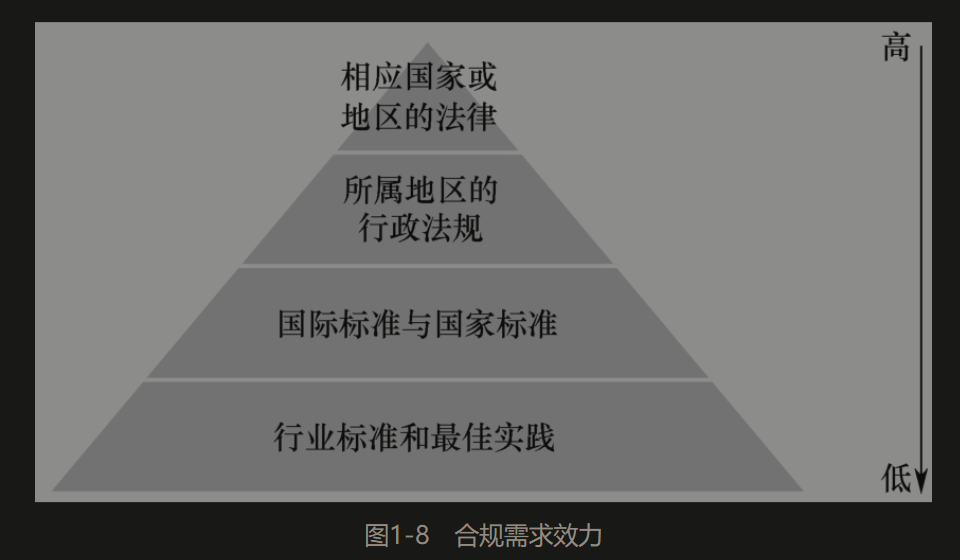 高
相应国家或
地区的法律
所属地区的
行政法规
国际标准与国家标准
行业标准和最佳实践
低
图1-8 合规需求效力